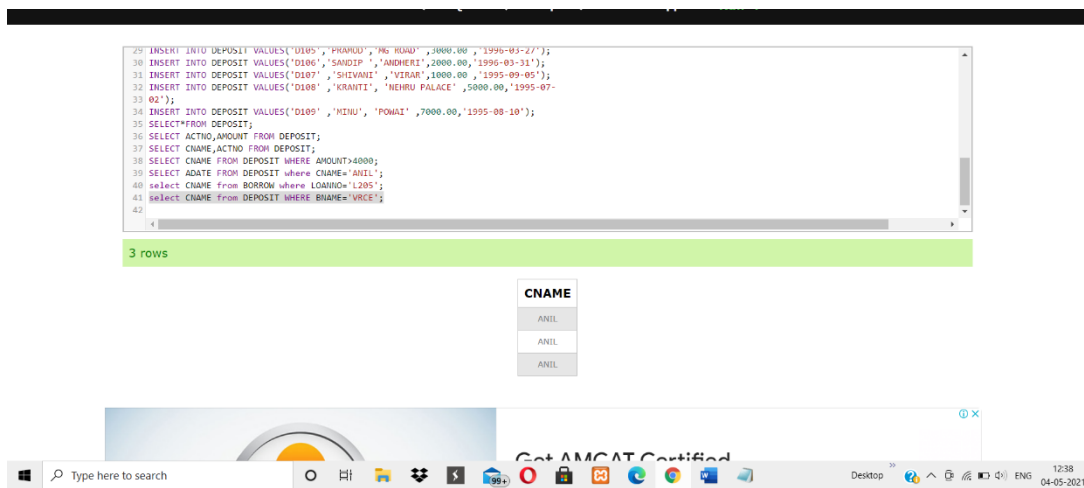 29 INSERT INTO DEPOSIT VALUES('D105','PRAMOD','MG ROAD' ,3000.00 ,'1996-03-27');
30 INSERT INTO DEPOSIT VALUES('D106','SANDIP ','ANDHERI',2000.00,'1996-03-31');
31 INSERT INTO DEPOSIT VALUES('D107' ,'SHIVANI' ,'VIRAR',1000.00 ,'1995-09-05');
32 INSERT INTO DEPOSIT VALUES('D108' ,'KRANTI', 'NEHRU PALACE' ,5000.00,'1995-07-
33 02');
34 INSERT INTO DEPOSIT VALUES('D109' ,'MINU', 'POWAI' ,7000.00,'1995-08-10');
35 SELECT*FROM DEPOSIT;
36 SELECT ACTNO,AMOUNT FROM DEPOSIT;
37 SELECT CNAME,ACTNO FROM DEPOSIT;
38 SELECT CNAME FROM DEPOSIT WHERE AMOUNT>4000;
39 SELECT ADATE FROM DEPOSIT where CNAME='ANIL';
40 select CNAME from BORROW where LOANNO='L205';
41 select CNAME from DEPOSIT WHERE BNAME='VRCE';
42
3 rows
CNAME
ANIL
ANIL
ANIL
Get AMCAT Certified
Type here to search
99+
Desktop
ENG
12:38
04-05-2021